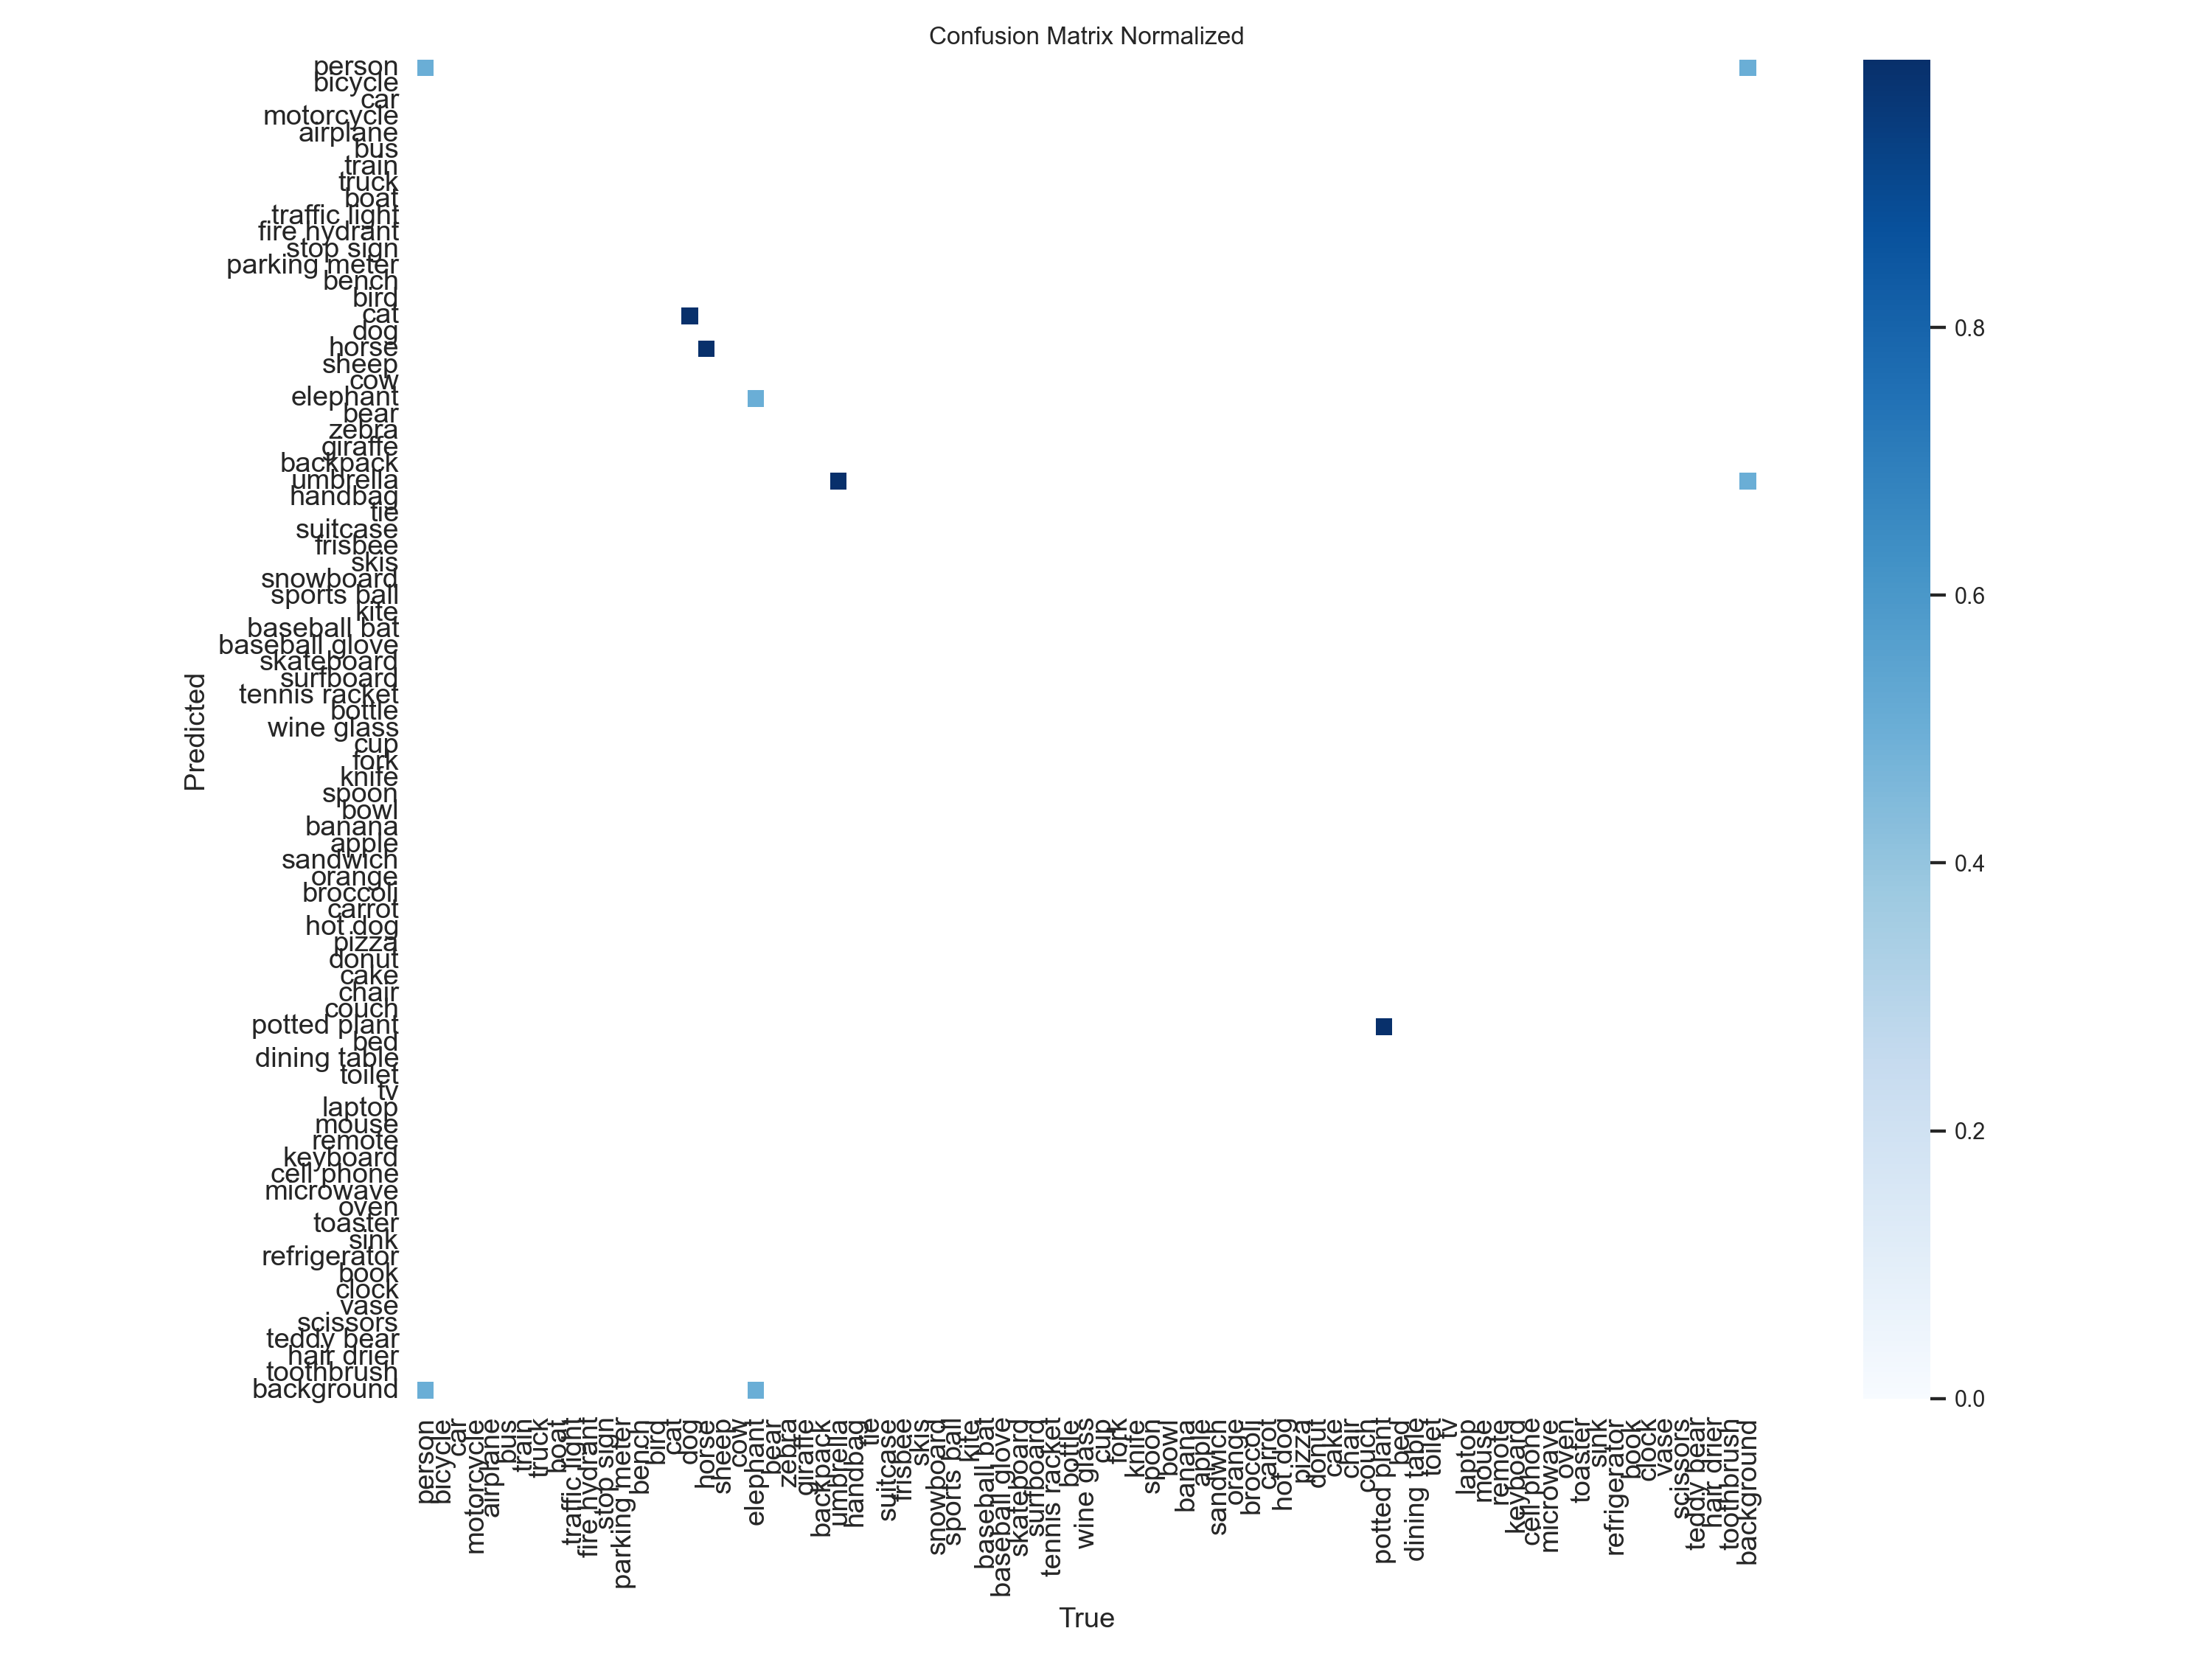 Confusion Matrix Normalized
person
bicycle
car
motorcycle
airplane
bus
train
truck
boat
traffic light
fire hydrant
stop sign
parking meter
bench
bird
cat
dog
horse
sheep
cow
elephant
bear
zebra
giraffe
backpack
umbrella
handbag
tie
suitcase
frisbee
skis
snowboard
sports ball
kite
baseball bat
baseball glove
skateboard
surfboard
tennis racket
bottle
wine glass
cup
fork
knife
spoon
bowl
banana
apple
sandwich
orange
broccoli
carrot
hot dog
pizza
donut
cake
chair
couch
potted plant
bed
dining table
toilet
tv
laptop
mouse
remote
keyboard
cell phone
microwave
oven
toaster
sink
refrigerator
book
clock
vase
scissors
teddy bear
hair drier
toothbrush
background
Predicted
person
bicycle
car
motorcycle
airplane
bus
train
truck
boat
traffic light
fire hydrant
stop sign
parking meter
bench
bird
cat
dog
horse
sheep
cow
elephant
bear
zebra
giraffe
backpack
umbrella
handbag
tie
suitcase
frisbee
skis
snowboard
sports ball
kite
baseball bat
baseball glove
skateboard
surfboard
tennis racket
bottle
wine glass
cup
fork
knife
spoon
bowl
banana
apple
sandwich
orange
broccoli
carrot
hot dog
pizza
donut
cake
chair
couch
potted plant
bed
dining table
toilet
tv
laptop
mouse
remote
keyboard
cell phone
microwave
oven
toaster
sink
refrigerator
book
clock
vase
scissors
teddy bear
hair drier
toothbrush
background
True
0.8
0.6
0.4
0.2
0.0